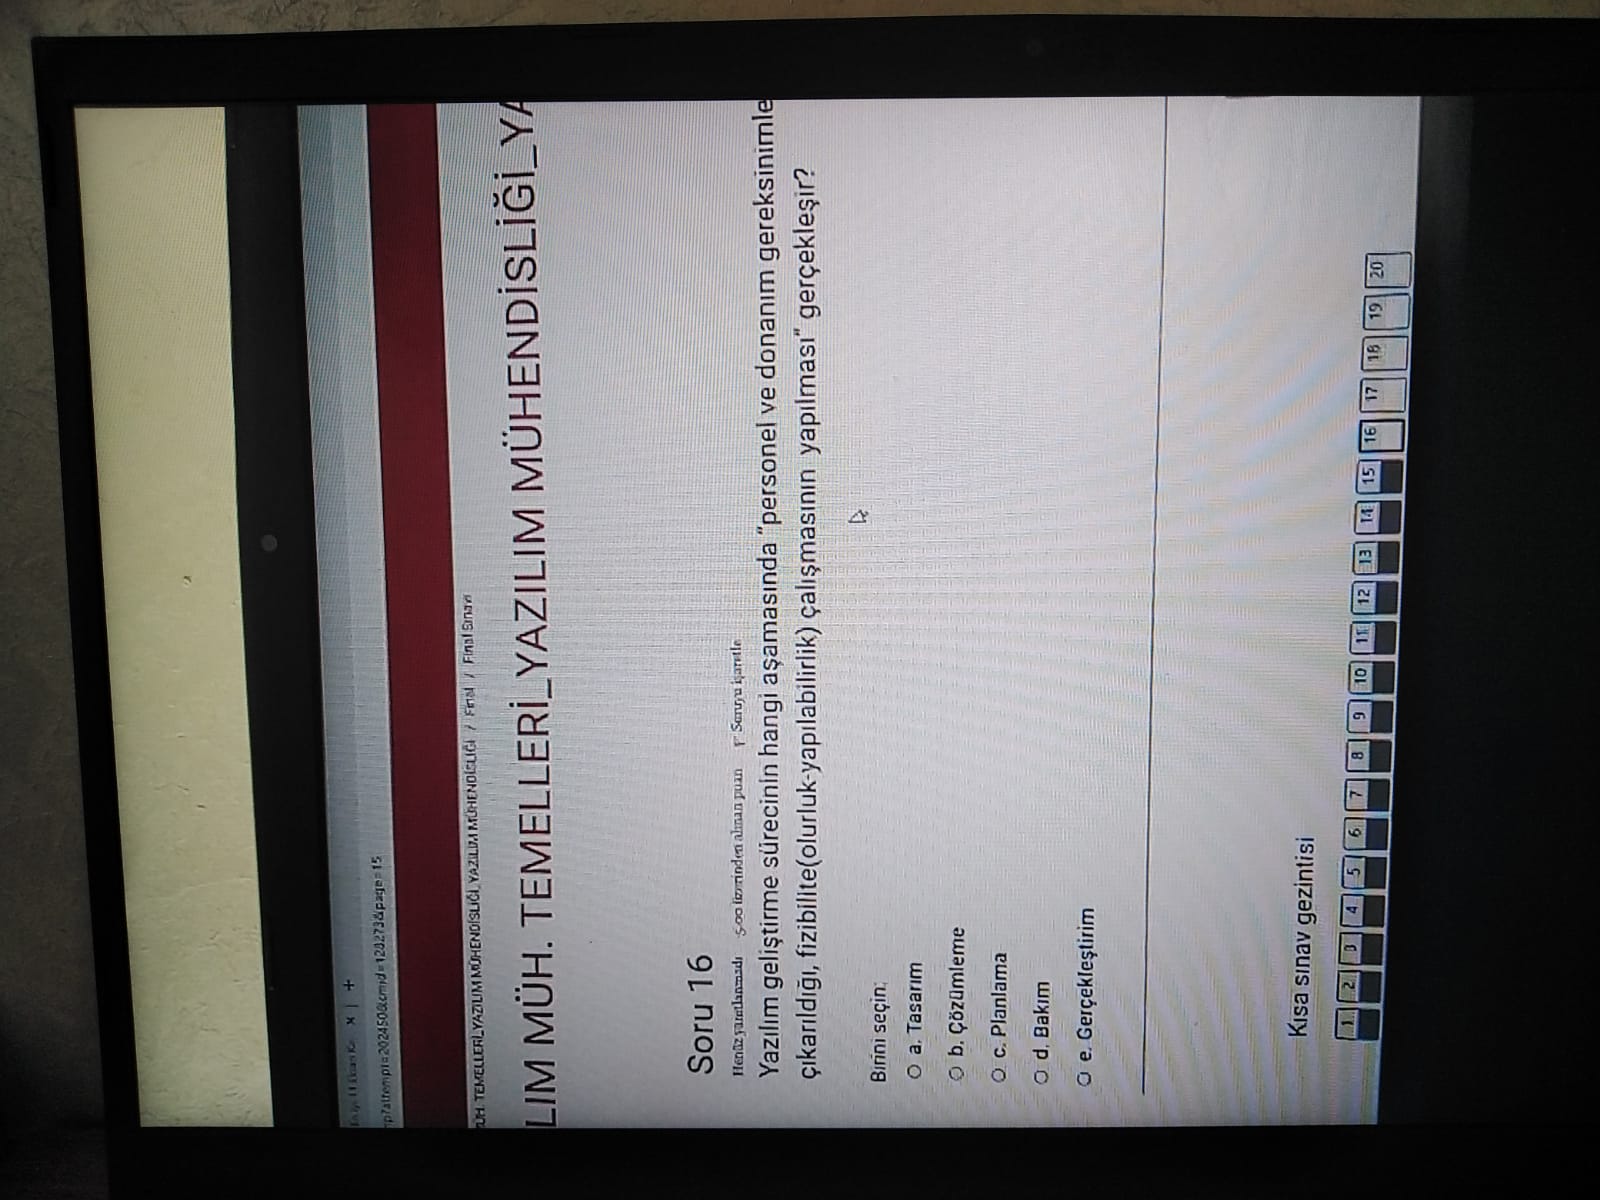 × | +
p?attempt=202450&cmid=128273&page=15
ÜH. TEMELLERİ_YAZILIM MÜHENDİSLİĞİ_YAZILIM MÜHENDİSLİĞİ / Final / Final Sınavı
LIM MÜH. TEMELLERİ_YAZILIM MÜHENDİSLİĞİ_YA
Soru 16
Henüz yanıtlanmadı 5,00 üzerinden alınan puan Soruyu işaretle
Yazılım geliştirme sürecinin hangi aşamasında "personel ve donanım gereksinimle
çıkarıldığı, fizibilite(olurluk-yapılabilirlik) çalışmasının yapılması" gerçekleşir?
Birini seçin:
a. Tasarım
b. Çözümleme
c. Planlama
d. Bakım
e. Gerçekleştirim
Kısa sınav gezintisi
1 2 3 4 5 6 7 8 9 10 11 12 13 14 15 16 17 18 19 20